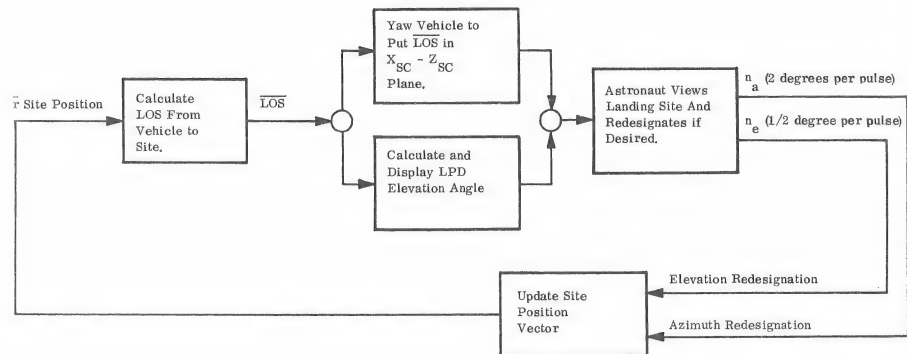 Yaw Vehicle to
Put LOS in
X_SC - Z_SC
Plane.
r̄ Site Position
Calculate
LOS From
Vehicle to
Site.
LOS
Astronaut Views
Landing Site And
Redesignates if
Desired.
n_a (2 degrees per pulse)
n_e (1/2 degree per pulse)
Calculate and
Display LPD
Elevation Angle
Elevation Redesignation
Update Site
Position
Vector
Azimuth Redesignation